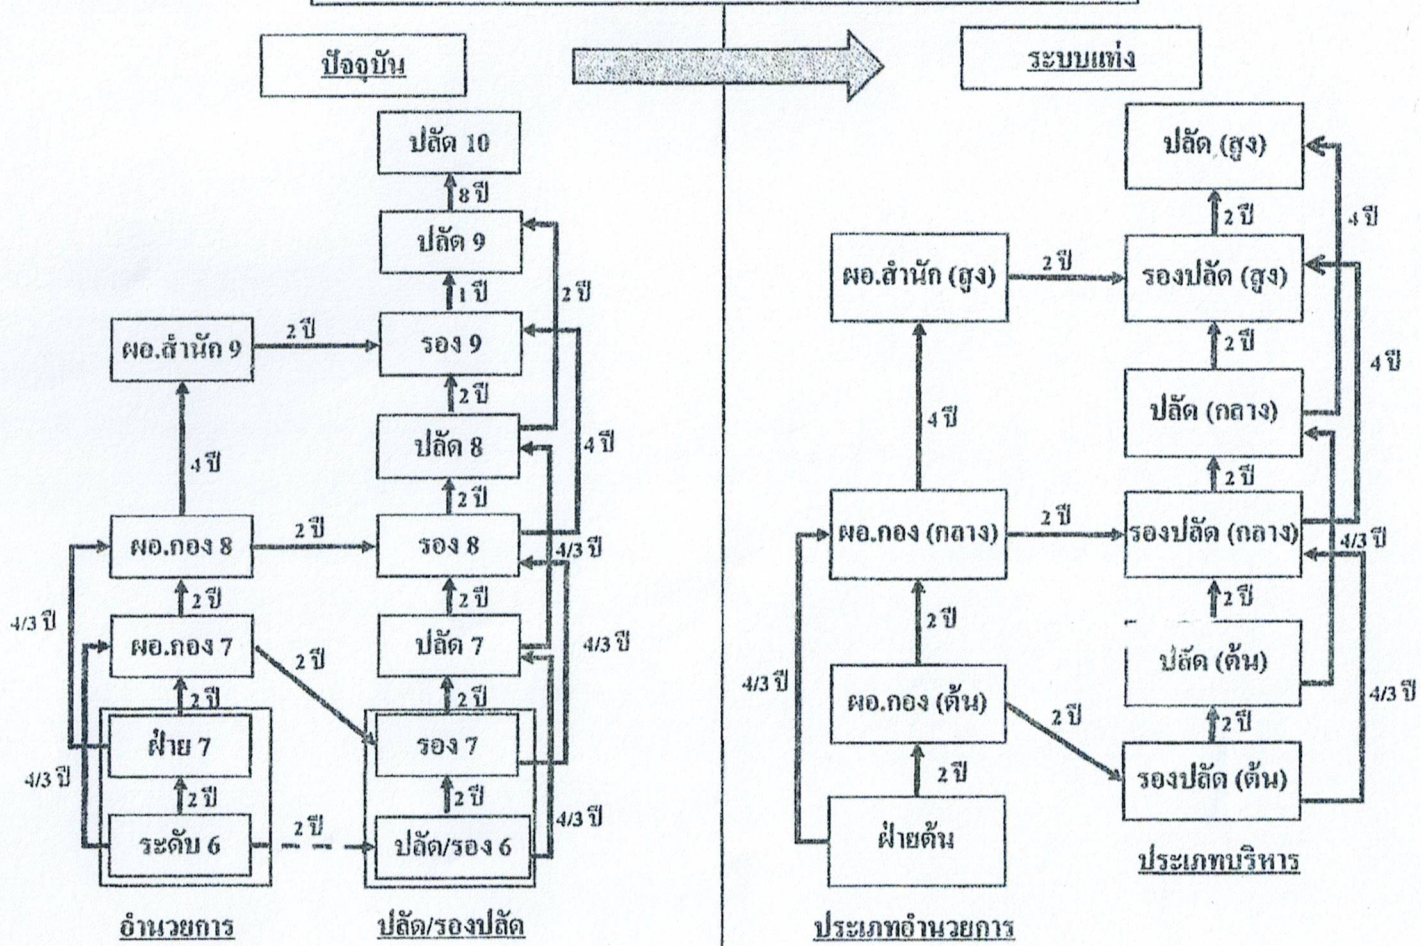 ปัจจุบัน
ระบบแท่ง
ปลัด 10
8 ปี
ปลัด 9
1 ปี
2 ปี
ผอ.สำนัก 9
2 ปี
รอง 9
2 ปี
4 ปี
ปลัด 8
4 ปี
2 ปี
ผอ.กอง 8
2 ปี
รอง 8
4/3 ปี
2 ปี
2 ปี
4/3 ปี
ผอ.กอง 7
2 ปี
ปลัด 7
4/3 ปี
2 ปี
2 ปี
ฝ่าย 7
รอง 7
4/3 ปี
2 ปี
2 ปี
4/3 ปี
ระดับ 6
2 ปี
ปลัด/รอง 6
อำนวยการ
ปลัด/รองปลัด
ปลัด (สูง)
2 ปี
4 ปี
ผอ.สำนัก (สูง)
2 ปี
รองปลัด (สูง)
2 ปี
4 ปี
ปลัด (กลาง)
4 ปี
2 ปี
ผอ.กอง (กลาง)
2 ปี
รองปลัด (กลาง)
4/3 ปี
2 ปี
2 ปี
ปลัด (ต้น)
4/3 ปี
4/3 ปี
ผอ.กอง (ต้น)
2 ปี
2 ปี
2 ปี
รองปลัด (ต้น)
ฝ่ายต้น
ประเภทบริหาร
ประเภทอำนวยการ